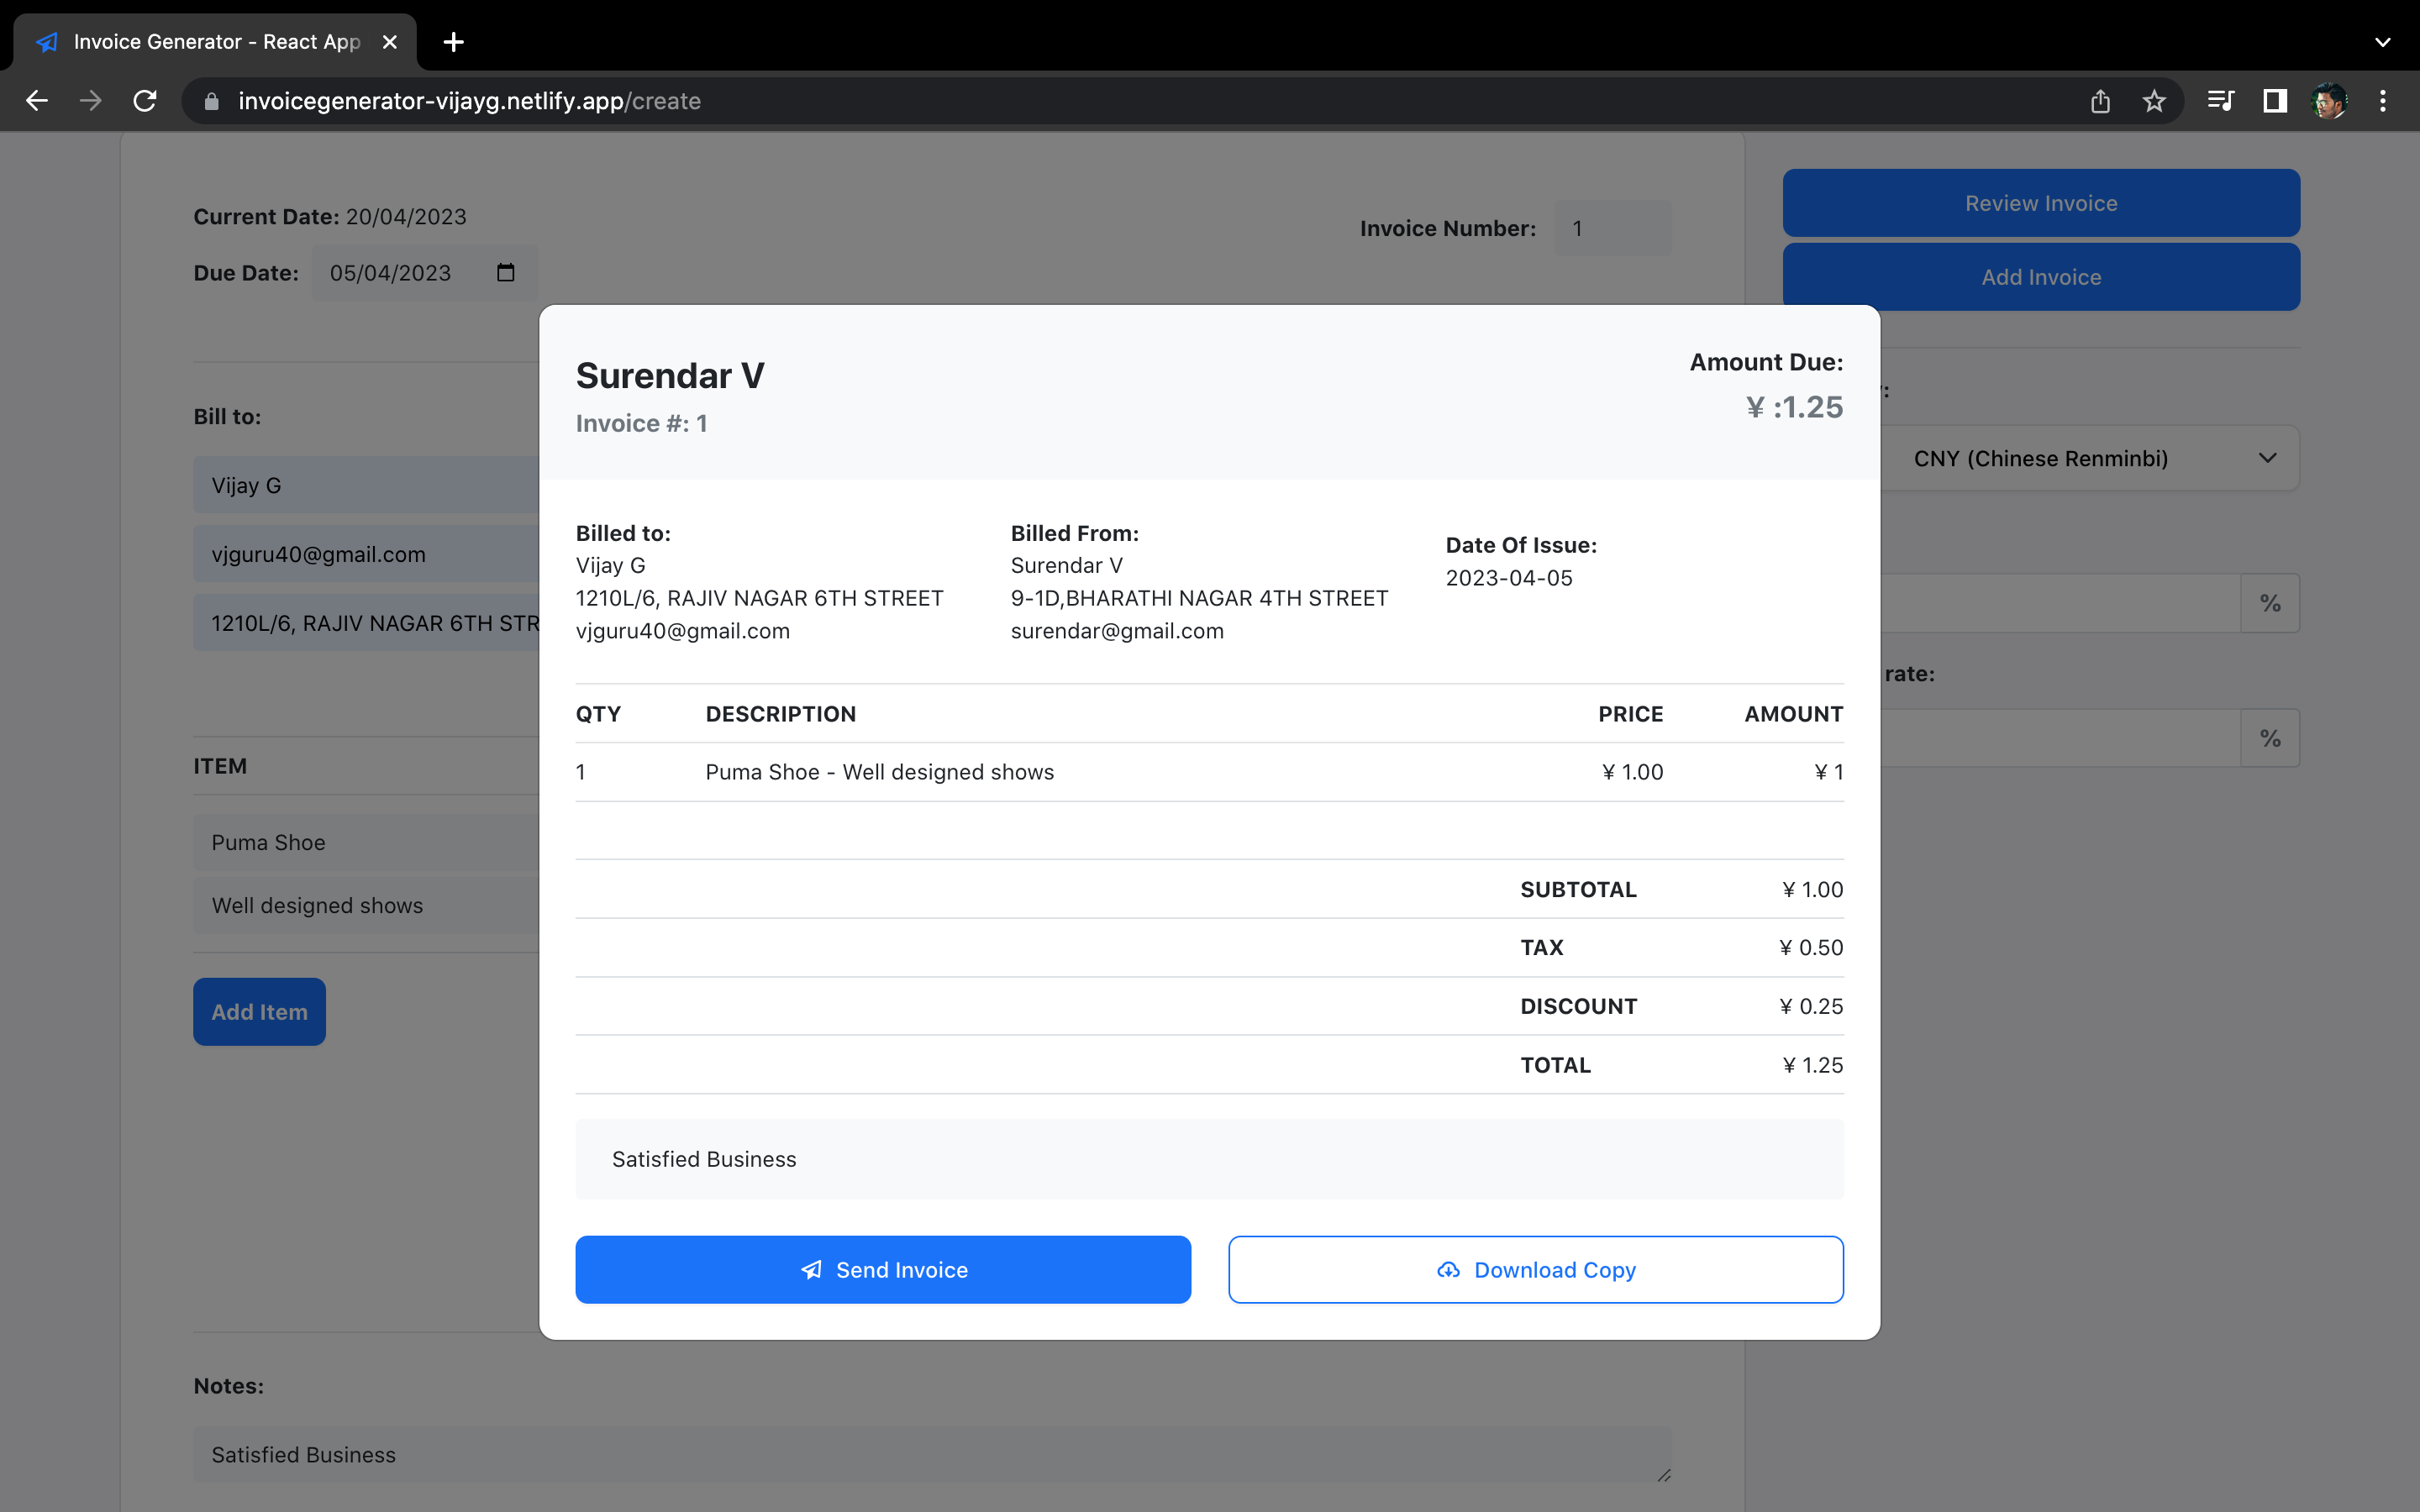 Invoice Generator - React App
invoicegenerator-vijayg.netlify.app/create
Current Date: 20/04/2023
Invoice Number: 1
Due Date: 05/04/2023
Review Invoice
Add Invoice
Bill to:
Vijay G
vjguru40@gmail.com
1210L/6, RAJIV NAGAR 6TH STR
ITEM
Puma Shoe
Well designed shows
Add Item
Notes:
Satisfied Business
CNY (Chinese Renminbi)
%
rate:
%
Surendar V
Invoice #: 1
Amount Due:
¥ :1.25
Billed to:
Vijay G
1210L/6, RAJIV NAGAR 6TH STREET
vjguru40@gmail.com
Billed From:
Surendar V
9-1D,BHARATHI NAGAR 4TH STREET
surendar@gmail.com
Date Of Issue:
2023-04-05
QTY DESCRIPTION PRICE AMOUNT
1 Puma Shoe - Well designed shows ¥ 1.00 ¥ 1
SUBTOTAL ¥ 1.00
TAX ¥ 0.50
DISCOUNT ¥ 0.25
TOTAL ¥ 1.25
Satisfied Business
Send Invoice
Download Copy